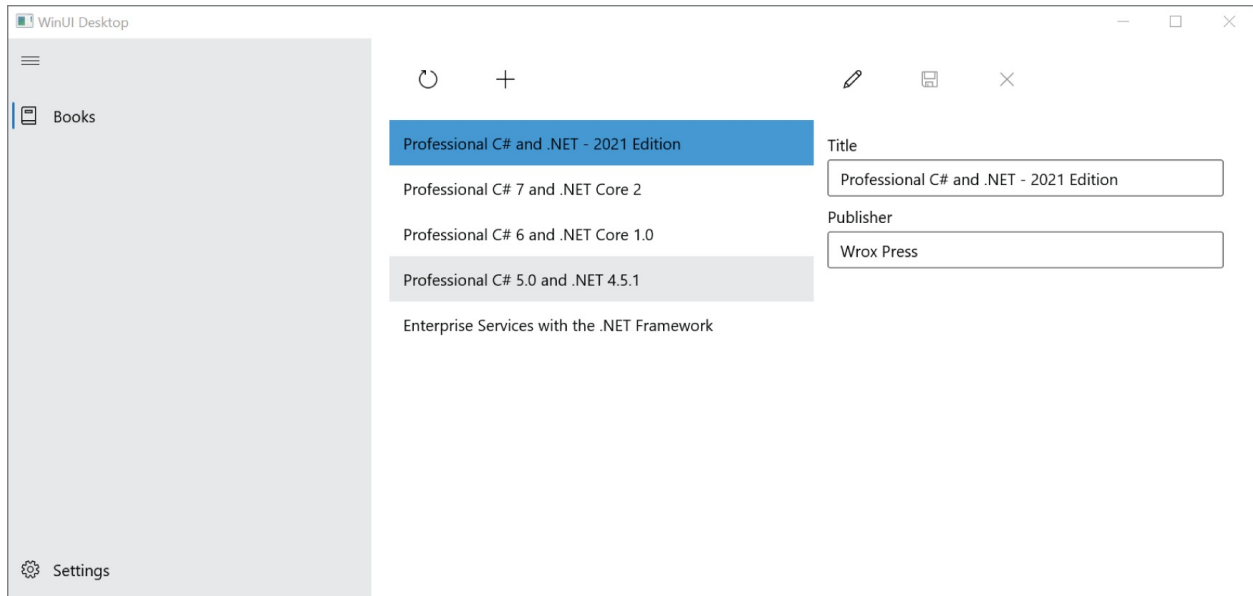 WinUI Desktop
Books
Settings
Professional C# and .NET - 2021 Edition
Professional C# 7 and .NET Core 2
Professional C# 6 and .NET Core 1.0
Professional C# 5.0 and .NET 4.5.1
Enterprise Services with the .NET Framework
Title
Professional C# and .NET - 2021 Edition
Publisher
Wrox Press